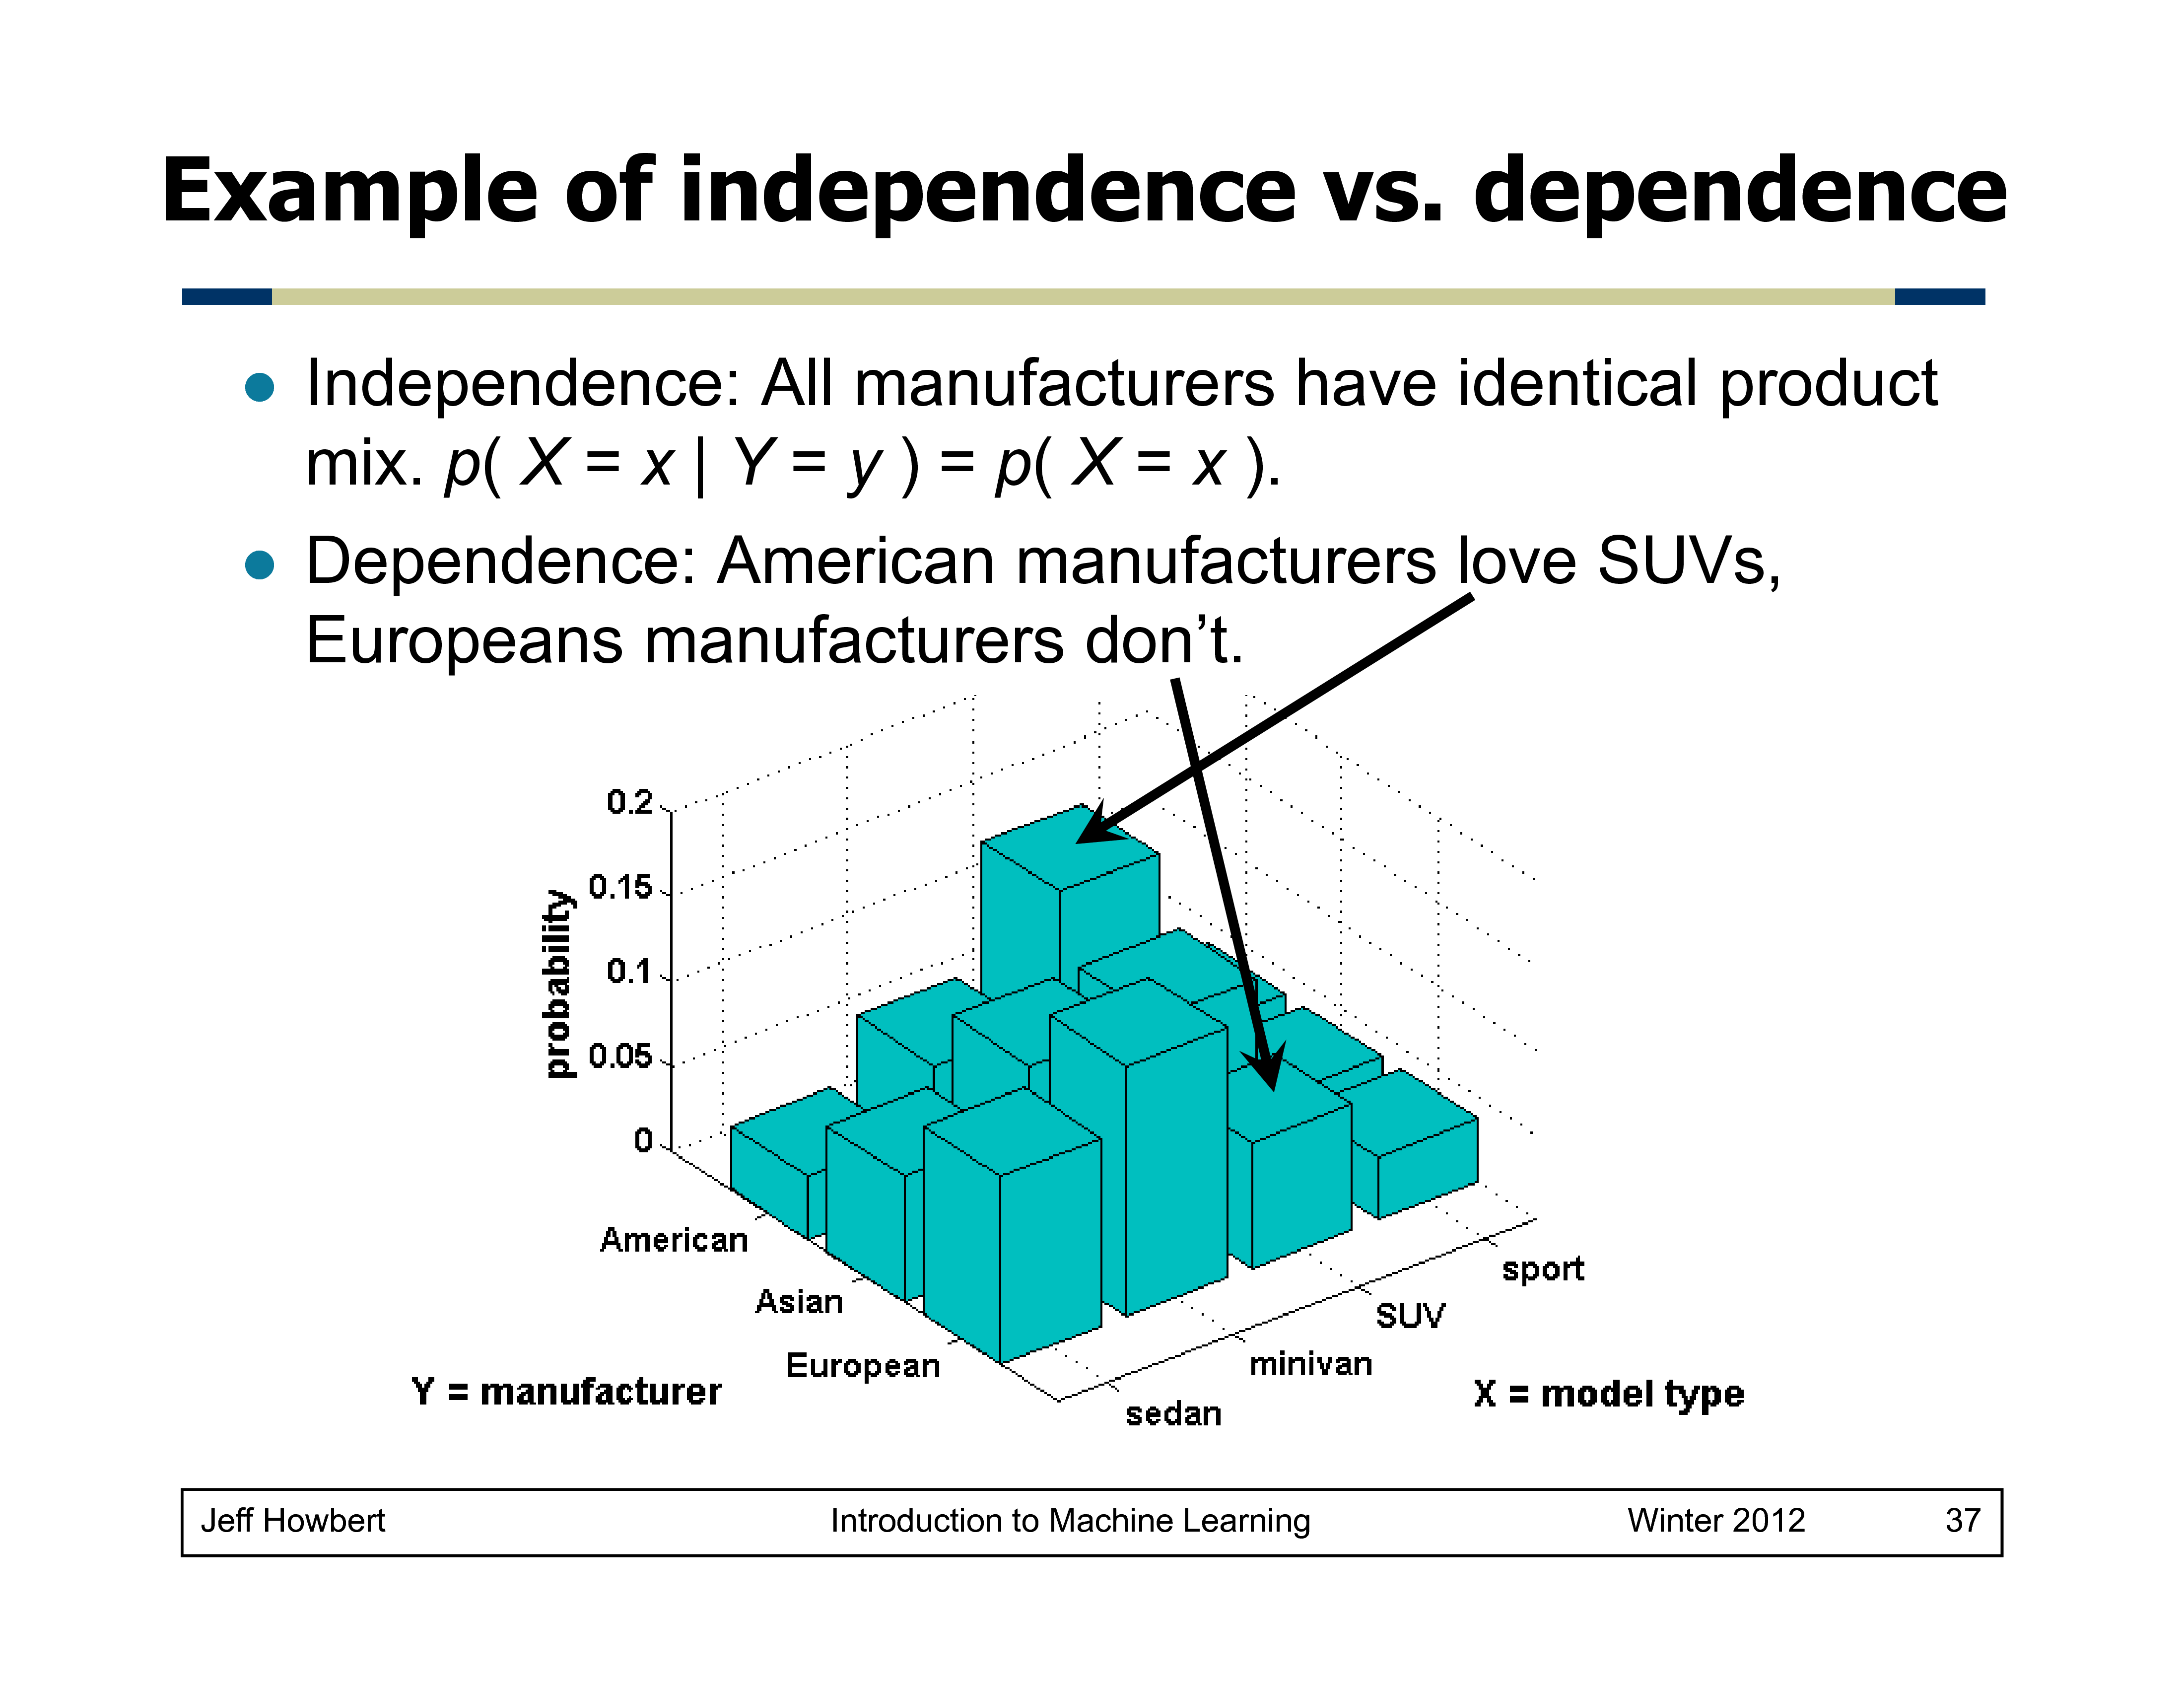 Example of independence vs. dependence
Independence: All manufacturers have identical product
mix. p( X = x | Y = y ) = p( X = x ).
Dependence: American manufacturers love SUVs,
Europeans manufacturers don’t.
0.2
0.15
0.1
0.05
0
probability
American
Asian
European
Y = manufacturer
sport
SUV
minivan
sedan
X = model type
Jeff Howbert Introduction to Machine Learning Winter 2012 37